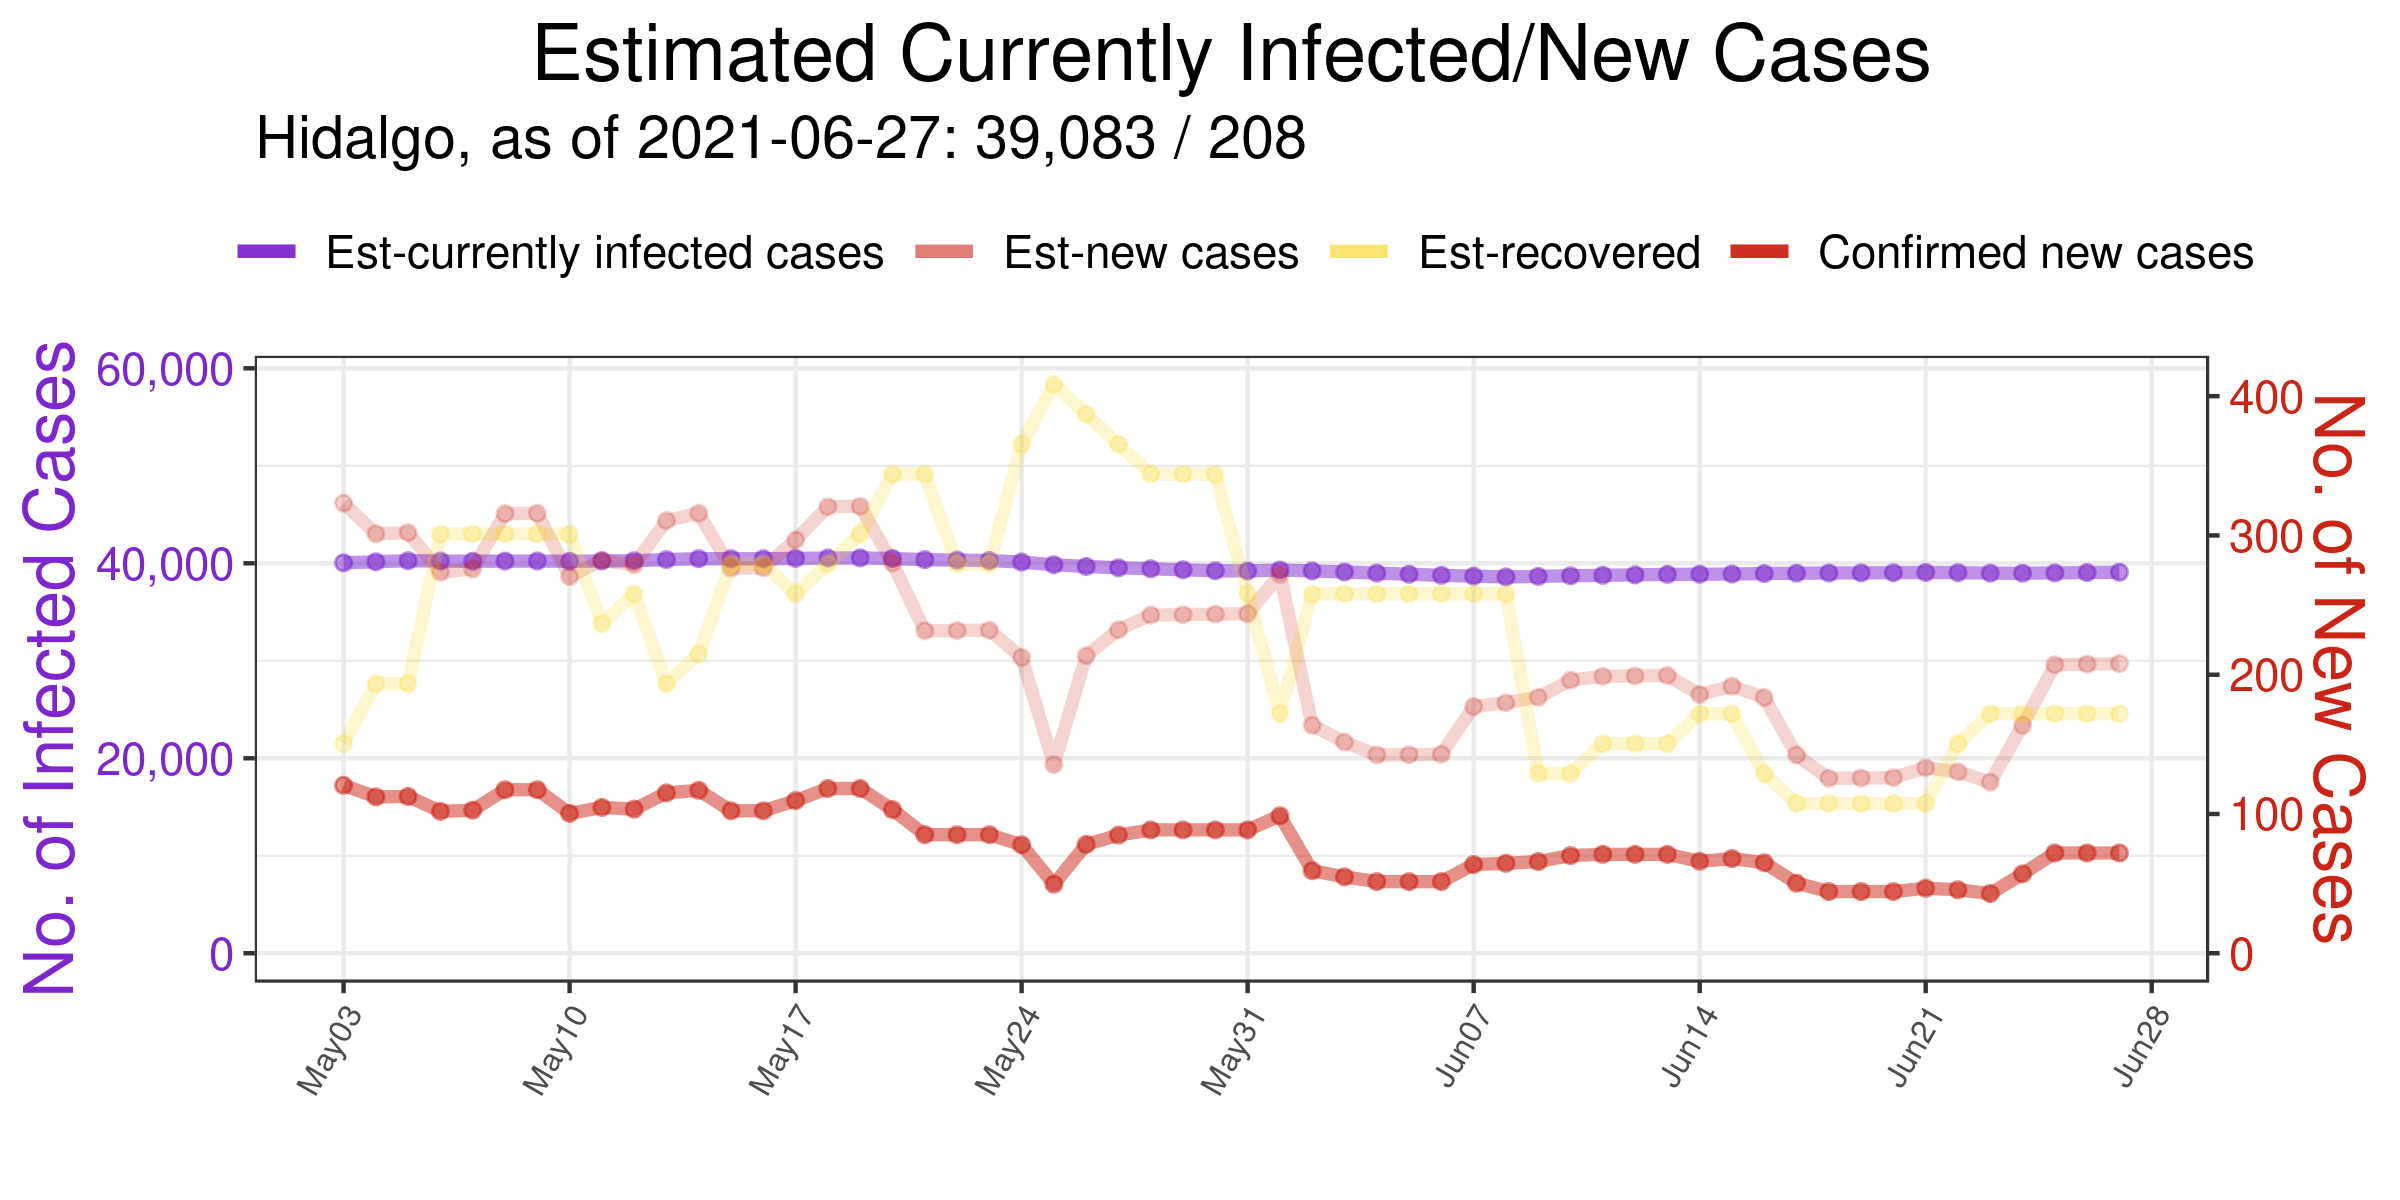 Estimated Currently Infected/New Cases
Hidalgo, as of 2021-06-27: 39,083 / 208
Est-currently infected cases Est-new cases Est-recovered Confirmed new cases
No. of Infected Cases
60,000
40,000
20,000
0
400
300
200
100
0
No. of New Cases
May03 May10 May17 May24 May31 Jun07 Jun14 Jun21 Jun28